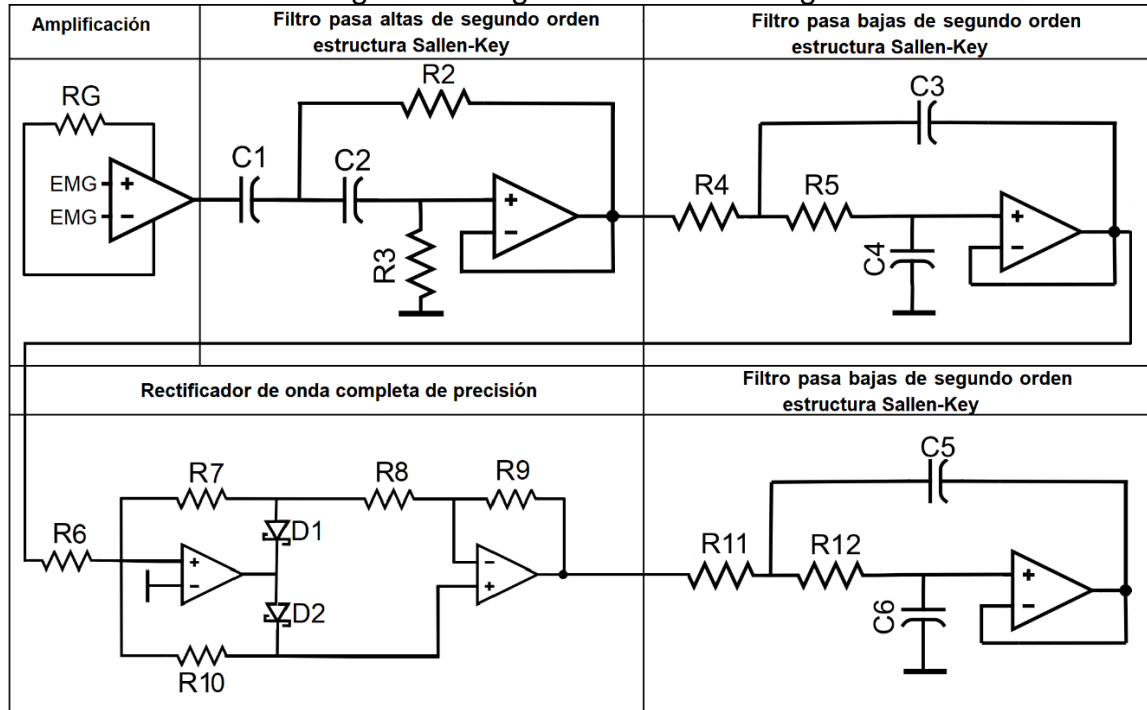 Amplificación
Filtro pasa altas de segundo orden
estructura Sallen-Key
Filtro pasa bajas de segundo orden
estructura Sallen-Key
RG
EMG
EMG
+
−
C1
C2
R2
R3
+
−
R4
R5
C3
C4
+
−
Rectificador de onda completa de precisión
Filtro pasa bajas de segundo orden
estructura Sallen-Key
R6
R7
R8
R9
D1
D2
R10
+
−
−
+
R11
R12
C5
C6
+
−